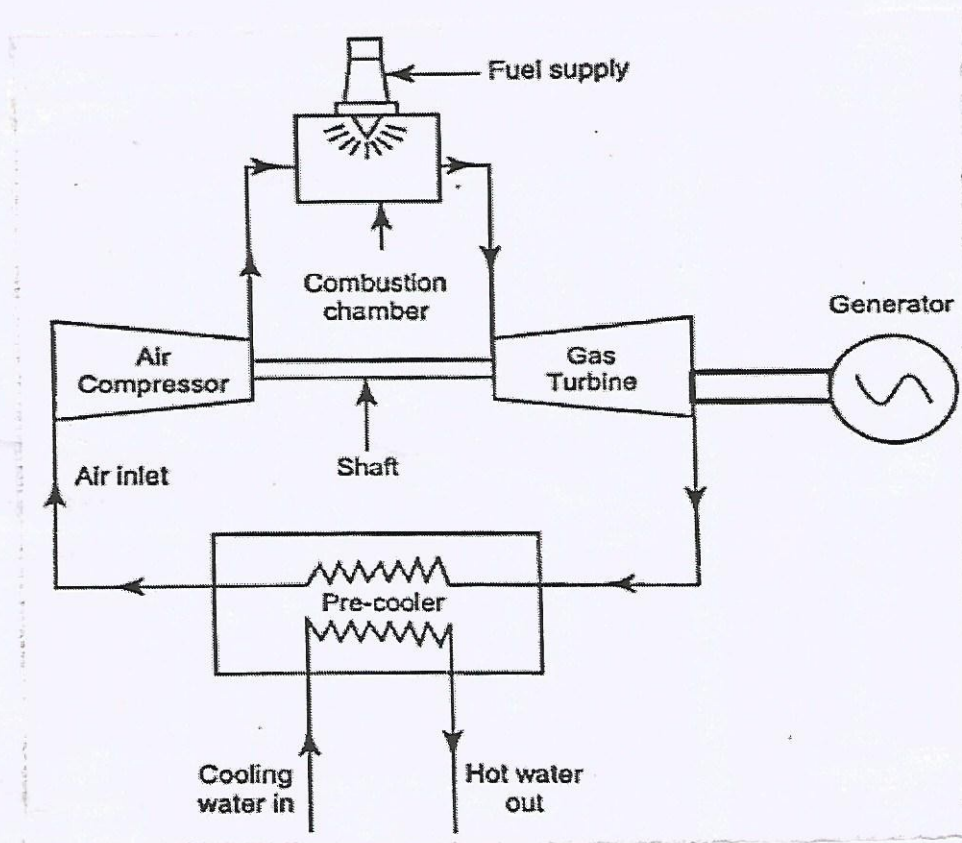 Fuel supply
Combustion
chamber
Generator
Air
Compressor
Gas
Turbine
Shaft
Air inlet
Pre-cooler
Cooling
water in
Hot water
out